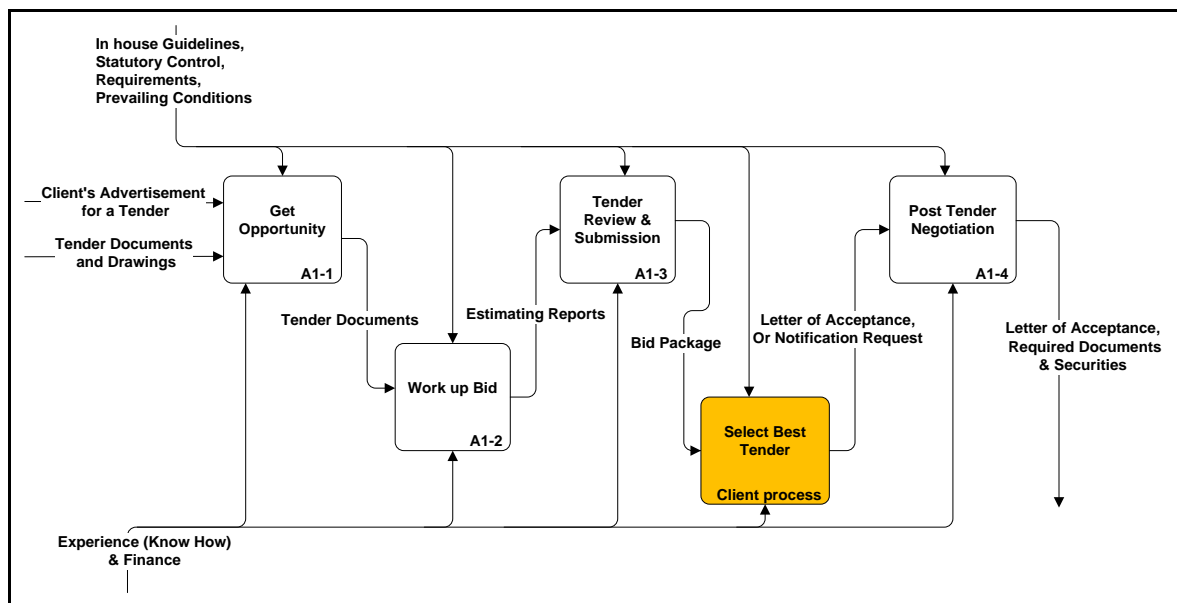 In house Guidelines,
Statutory Control,
Requirements,
Prevailing Conditions
Client's Advertisement
for a Tender
Tender Documents
and Drawings
Get
Opportunity
A1-1
Tender Documents
Work up Bid
A1-2
Estimating Reports
Tender
Review &
Submission
A1-3
Bid Package
Select Best
Tender
Client process
Letter of Acceptance,
Or Notification Request
Post Tender
Negotiation
A1-4
Letter of Acceptance,
Required Documents
& Securities
Experience (Know How)
& Finance